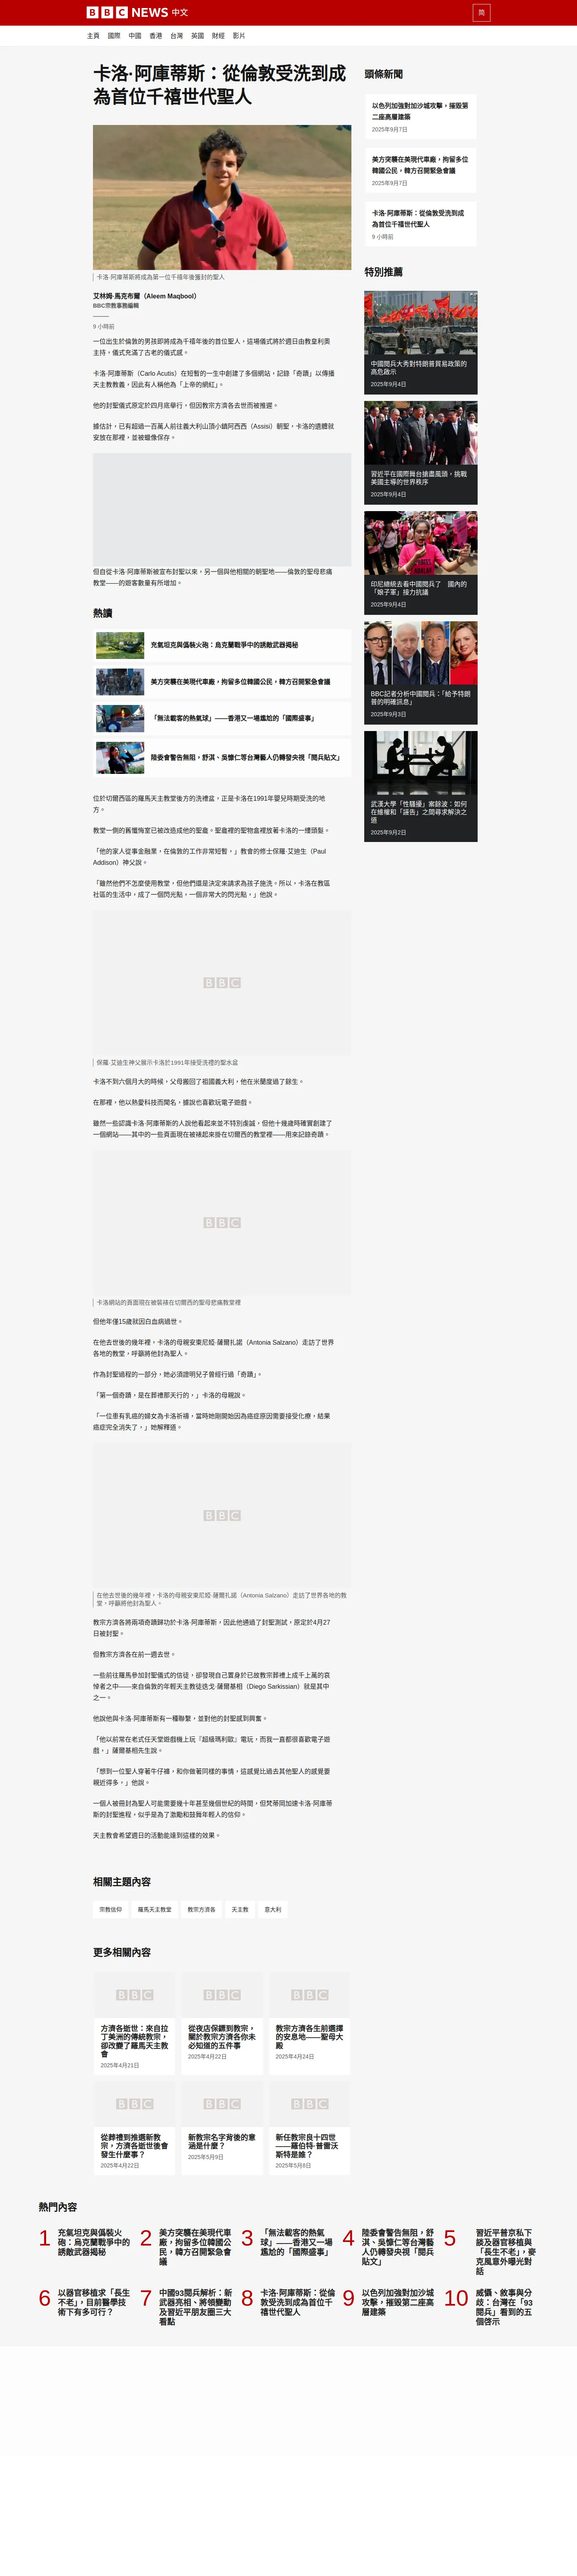 BBC NEWS 中文
简
主頁 國際 中國 香港 台灣 英國 財經 影片
卡洛·阿庫蒂斯：從倫敦受洗到成
為首位千禧世代聖人
卡洛·阿庫蒂斯將成為第一位千禧年後獲封的聖人
艾林姆·馬克布爾（Aleem Maqbool）
BBC宗教事務編輯
9 小時前
一位出生於倫敦的男孩即將成為千禧年後的首位聖人，這場儀式將於週日由教皇利奧
主持，儀式充滿了古老的儀式感。
卡洛·阿庫蒂斯（Carlo Acutis）在短暫的一生中創建了多個網站，記錄「奇蹟」以傳播
天主教教義，因此有人稱他為「上帝的網紅」。
他的封聖儀式原定於四月底舉行，但因教宗方濟各去世而被推遲。
據估計，已有超過一百萬人前往義大利山頂小鎮阿西西（Assisi）朝聖，卡洛的遺體就
安放在那裡，並被蠟像保存。
但自從卡洛·阿庫蒂斯被宣布封聖以來，另一個與他相關的朝聖地——倫敦的聖母悲痛
教堂——的遊客數量有所增加。
熱讀
充氣坦克與偽裝火砲：烏克蘭戰爭中的誘敵武器揭秘
美方突襲在美現代車廠，拘留多位韓國公民，韓方召開緊急會議
「無法載客的熱氣球」——香港又一場尷尬的「國際盛事」
陸委會警告無阻，舒淇、吳慷仁等台灣藝人仍轉發央視「閱兵貼文」
位於切爾西區的羅馬天主教堂後方的洗禮盆，正是卡洛在1991年嬰兒時期受洗的地
方。
教堂一側的舊懺悔室已被改造成他的聖龕。聖龕裡的聖物盒裡放著卡洛的一縷頭髮。
「他的家人從事金融業，在倫敦的工作非常短暫，」教會的修士保羅·艾迪生（Paul
Addison）神父說。
「雖然他們不怎麼使用教堂，但他們還是決定來請求為孩子施洗。所以，卡洛在教區
社區的生活中，成了一個閃光點，一個非常大的閃光點，」他說。
BBC
保羅·艾迪生神父展示卡洛於1991年接受洗禮的聖水盆
卡洛不到六個月大的時候，父母搬回了祖國義大利，他在米蘭度過了餘生。
在那裡，他以熱愛科技而聞名，據說也喜歡玩電子遊戲。
雖然一些認識卡洛·阿庫蒂斯的人說他看起來並不特別虔誠，但他十幾歲時確實創建了
一個網站——其中的一些頁面現在被裱起來掛在切爾西的教堂裡——用來記錄奇蹟。
BBC
卡洛網站的頁面現在被裝裱在切爾西的聖母悲痛教堂裡
但他年僅15歲就因白血病過世。
在他去世後的幾年裡，卡洛的母親安東尼婭·薩爾扎諾（Antonia Salzano）走訪了世界
各地的教堂，呼籲將他封為聖人。
作為封聖過程的一部分，她必須證明兒子曾經行過「奇蹟」。
「第一個奇蹟，是在葬禮那天行的，」卡洛的母親說。
「一位患有乳癌的婦女為卡洛祈禱，當時她剛開始因為癌症原因需要接受化療，結果
癌症完全消失了，」她解釋道。
BBC
在他去世後的幾年裡，卡洛的母親安東尼婭·薩爾扎諾（Antonia Salzano）走訪了世界各地的教
堂，呼籲將他封為聖人。
教宗方濟各將兩項奇蹟歸功於卡洛·阿庫蒂斯，因此他通過了封聖測試，原定於4月27
日被封聖。
但教宗方濟各在前一週去世。
一些前往羅馬參加封聖儀式的信徒，卻發現自己置身於已故教宗葬禮上成千上萬的哀
悼者之中——來自倫敦的年輕天主教徒迭戈·薩爾基相（Diego Sarkissian）就是其中
之一。
他說他與卡洛·阿庫蒂斯有一種聯繫，並對他的封聖感到興奮。
「他以前常在老式任天堂遊戲機上玩『超級瑪利歐』電玩，而我一直都很喜歡電子遊
戲，」薩爾基相先生說。
「想到一位聖人穿著牛仔褲，和你做著同樣的事情，這感覺比過去其他聖人的感覺要
親近得多，」他說。
一個人被冊封為聖人可能需要幾十年甚至幾個世紀的時間，但梵蒂岡加速卡洛·阿庫蒂
斯的封聖進程，似乎是為了激勵和鼓舞年輕人的信仰。
天主教會希望週日的活動能達到這樣的效果。
相關主題內容
宗教信仰 羅馬天主教皇 教宗方濟各 天主教 意大利
更多相關內容
BBC BBC BBC
方濟各逝世：來自拉丁美洲的傳統教宗，卻改變了羅馬天主教會
2025年4月21日
從夜店保鑣到教宗，關於教宗方濟各你未必知道的五件事
2025年4月22日
教宗方濟各生前選擇的安息地——聖母大殿
2025年4月24日
BBC BBC BBC
從葬禮到推選新教宗，方濟各逝世後會發生什麼事？
2025年4月22日
新教宗名字背後的意涵是什麼？
2025年5月9日
新任教宗良十四世——羅伯特·普雷沃斯特是誰？
2025年5月8日
頭條新聞
以色列加強對加沙城攻擊，摧毀第
二座高層建築
2025年9月7日
美方突襲在美現代車廠，拘留多位
韓國公民，韓方召開緊急會議
2025年9月7日
卡洛·阿庫蒂斯：從倫敦受洗到成
為首位千禧世代聖人
9 小時前
特別推薦
中國閱兵大秀對特朗普貿易政策的
高危啟示
2025年9月4日
習近平在國際舞台搶盡風頭，挑戰
美國主導的世界秩序
2025年9月4日
印尼總統去看中國閱兵了　國內的
「娘子軍」接力抗議
2025年9月4日
BBC記者分析中國閱兵：「給予特朗
普的明確訊息」
2025年9月3日
武漢大學「性騷擾」案餘波：如何
在維權和「誣告」之間尋求解決之
道
2025年9月2日
熱門內容
1 充氣坦克與偽裝火砲：烏克蘭戰爭中的誘敵武器揭秘
2 美方突襲在美現代車廠，拘留多位韓國公民，韓方召開緊急會議
3 「無法載客的熱氣球」——香港又一場尷尬的「國際盛事」
4 陸委會警告無阻，舒淇、吳慷仁等台灣藝人仍轉發央視「閱兵貼文」
5 習近平普京私下談及器官移植與「長生不老」，麥克風意外曝光對話
6 以器官移植求「長生不老」，目前醫學技術下有多可行？
7 中國93閱兵解析：新武器亮相、將領變動及習近平朋友圈三大看點
8 卡洛·阿庫蒂斯：從倫敦受洗到成為首位千禧世代聖人
9 以色列加強對加沙城攻擊，摧毀第二座高層建築
10 威懾、敘事與分歧：台灣在「93閱兵」看到的五個啓示